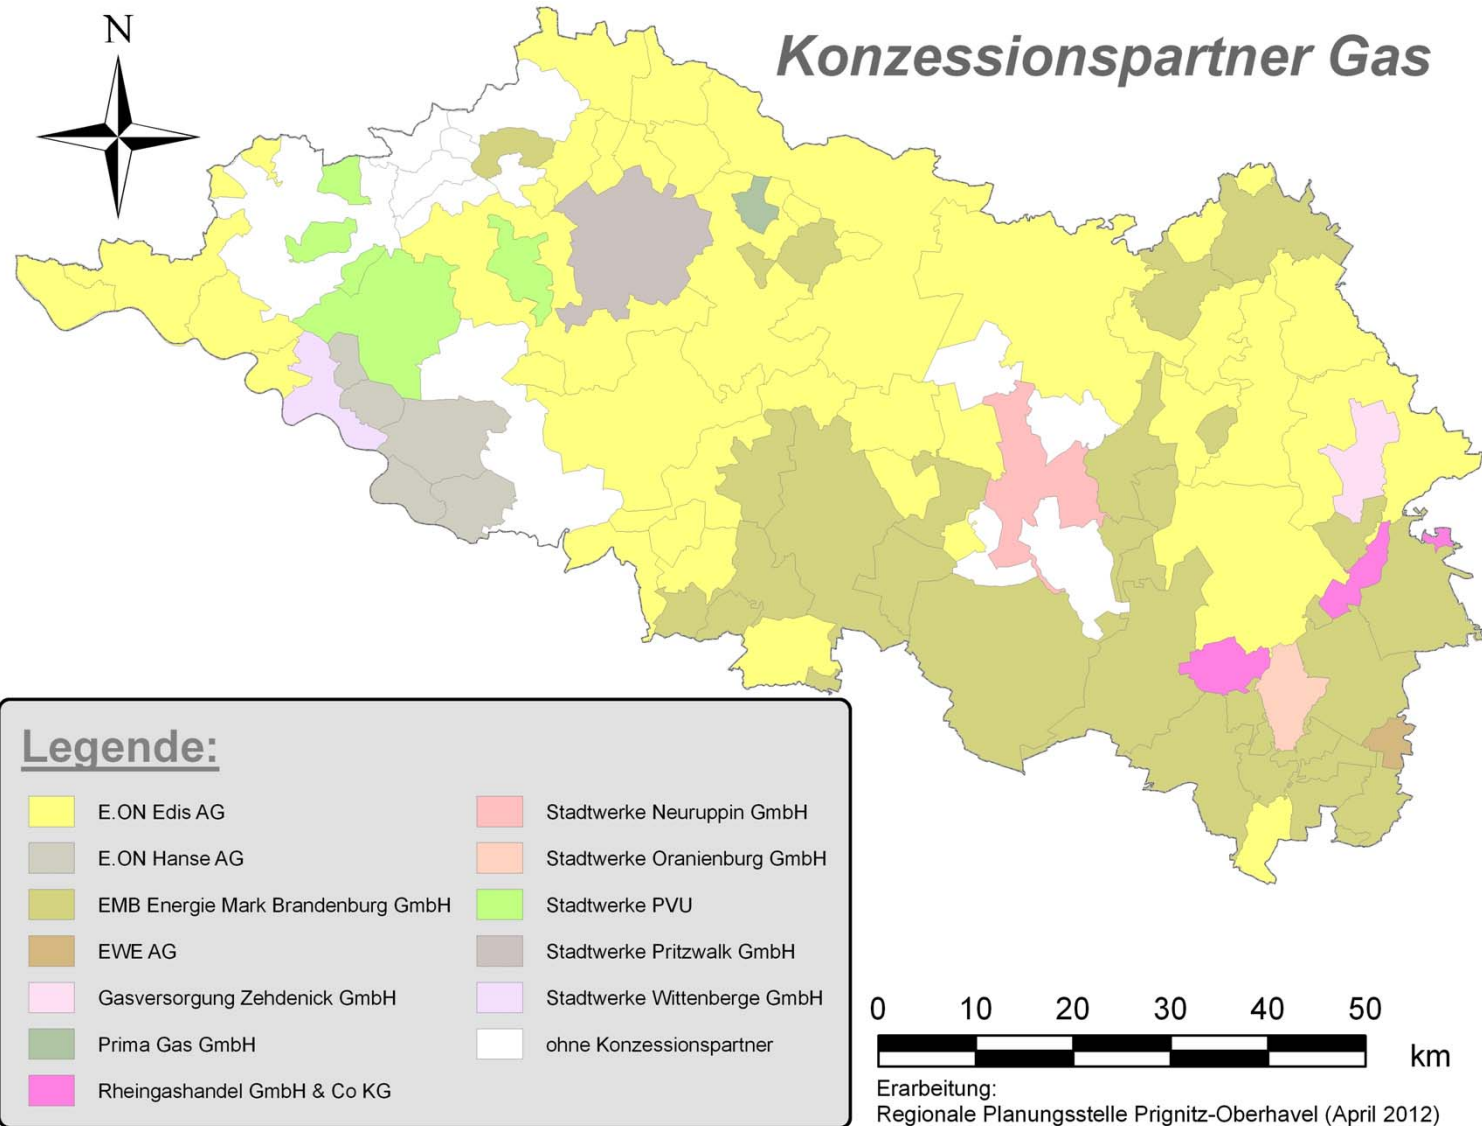 N
Konzessionspartner Gas
Legende:
E.ON Edis AG
E.ON Hanse AG
EMB Energie Mark Brandenburg GmbH
EWE AG
Gasversorgung Zehdenick GmbH
Prima Gas GmbH
Rheingashandel GmbH & Co KG
Stadtwerke Neuruppin GmbH
Stadtwerke Oranienburg GmbH
Stadtwerke PVU
Stadtwerke Pritzwalk GmbH
Stadtwerke Wittenberge GmbH
ohne Konzessionspartner
0 10 20 30 40 50
km
Erarbeitung:
Regionale Planungsstelle Prignitz-Oberhavel (April 2012)